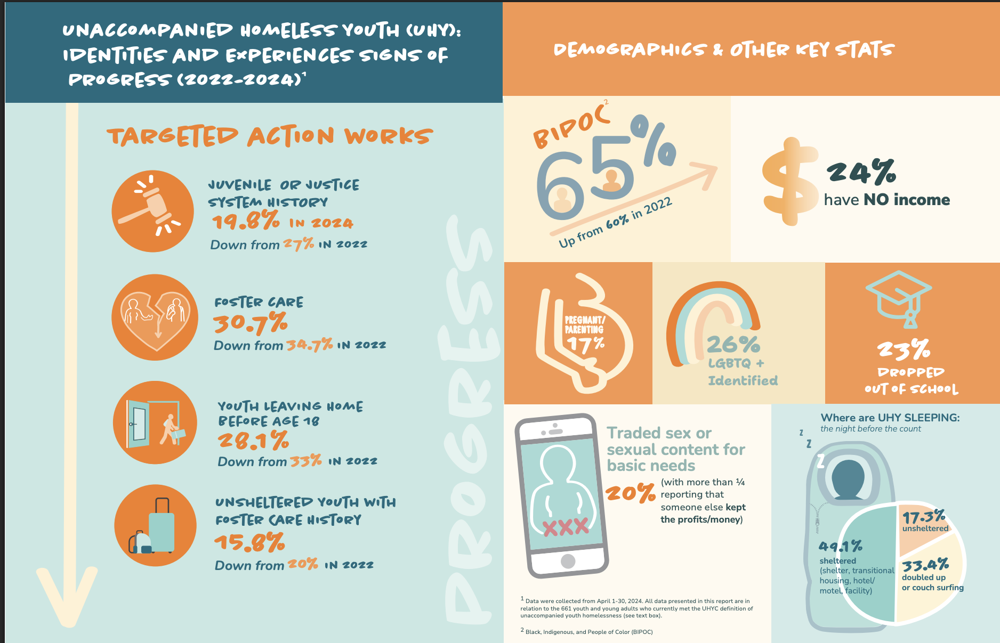 UNACCOMPANIED HOMELESS YOUTH (UHY):
IDENTITIES AND EXPERIENCES SIGNS OF
PROGRESS (2022-2024)¹
TARGETED ACTION WORKS
JUVENILE OR JUSTICE
SYSTEM HISTORY
19.8% IN 2024
Down from 27% IN 2022
FOSTER CARE
30.7%
Down from 34.7% IN 2022
YOUTH LEAVING HOME
BEFORE AGE 18
28.1%
Down from 33% IN 2022
UNSHELTERED YOUTH WITH
FOSTER CARE HISTORY
15.8%
Down from 20% IN 2022
PROGRESS
DEMOGRAPHICS & OTHER KEY STATS
BIPOC²
65%
Up from 60% in 2022
$
24%
have NO income
PREGNANT/
PARENTING
17%
26%
LGBTQ +
Identified
23%
DROPPED
OUT OF SCHOOL
Traded sex or
sexual content for
basic needs
20%
(with more than ¼
reporting that
someone else kept
the profits/money)
XXX
Where are UHY SLEEPING:
the night before the count
z
z
z
17.3%
unsheltered
49.1%
sheltered
(shelter, transitional
housing, hotel/
motel, facility)
33.4%
doubled up
or couch surfing
¹ Data were collected from April 1-30, 2024. All data presented in this report are in
relation to the 661 youth and young adults who currently met the UHYC definition of
unaccompanied youth homelessness (see text box).
² Black, Indigenous, and People of Color (BIPOC)